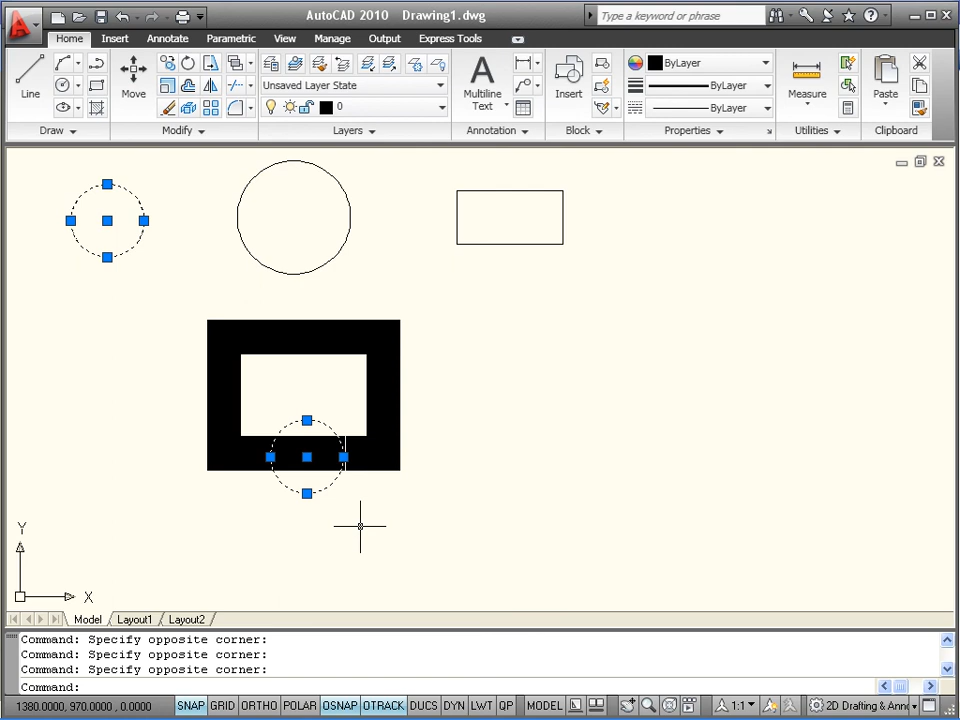 AutoCAD 2010 Drawing1.dwg
Type a keyword or phrase
Home Insert Annotate Parametric View Manage Output Express Tools
Line
Move
Unsaved Layer State
0
Multiline
Text
Insert
ByLayer
ByLayer
ByLayer
Measure
Paste
Draw Modify Layers Annotation Block Properties Utilities Clipboard
Y
X
Model Layout1 Layout2
Command: Specify opposite corner:
Command: Specify opposite corner:
Command: Specify opposite corner:
Command:
1380.0000, 970.0000, 0.0000 SNAP GRID ORTHO POLAR OSNAP OTRACK DUCS DYN LWT QP MODEL 1:1 2D Drafting & Anno